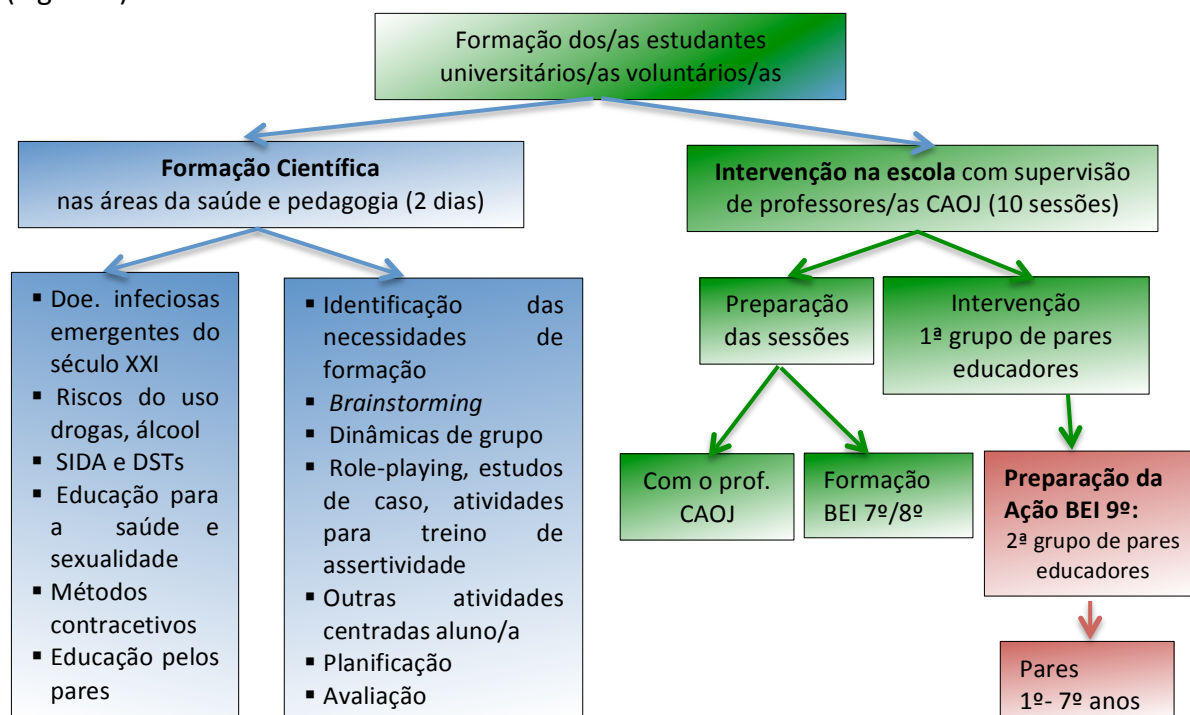 Formação dos/as estudantes
universitários/as voluntários/as
Formação Científica
nas áreas da saúde e pedagogia (2 dias)
Intervenção na escola com supervisão
de professores/as CAOJ (10 sessões)
▪ Doe. infeciosas
emergentes do
século XXI
▪ Riscos do uso
drogas, álcool
▪ SIDA e DSTs
▪ Educação para
a saúde e
sexualidade
▪ Métodos
contracetivos
▪ Educação pelos
pares
▪ Identificação das
necessidades de
formação
▪ Brainstorming
▪ Dinâmicas de grupo
▪ Role-playing, estudos
de caso, atividades
para treino de
assertividade
▪ Outras atividades
centradas aluno/a
▪ Planificação
▪ Avaliação
Preparação
das sessões
Intervenção
1ª grupo de pares
educadores
Com o prof.
CAOJ
Formação
BEI 7º/8º
Preparação da
Ação BEI 9º:
2ª grupo de pares
educadores
Pares
1º- 7º anos